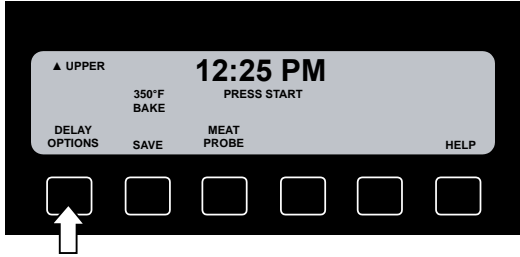 ▲ UPPER
12:25 PM
350°F
BAKE
PRESS START
DELAY
OPTIONS
SAVE
MEAT
PROBE
HELP